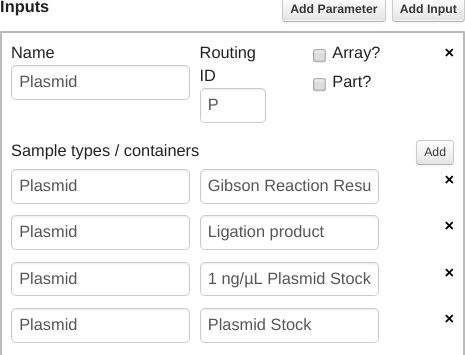 Inputs Add Parameter Add Input
Name Routing ID Array? ×
Plasmid P Part?
Sample types / containers Add
Plasmid Gibson Reaction Resu ×
Plasmid Ligation product ×
Plasmid 1 ng/µL Plasmid Stock ×
Plasmid Plasmid Stock ×